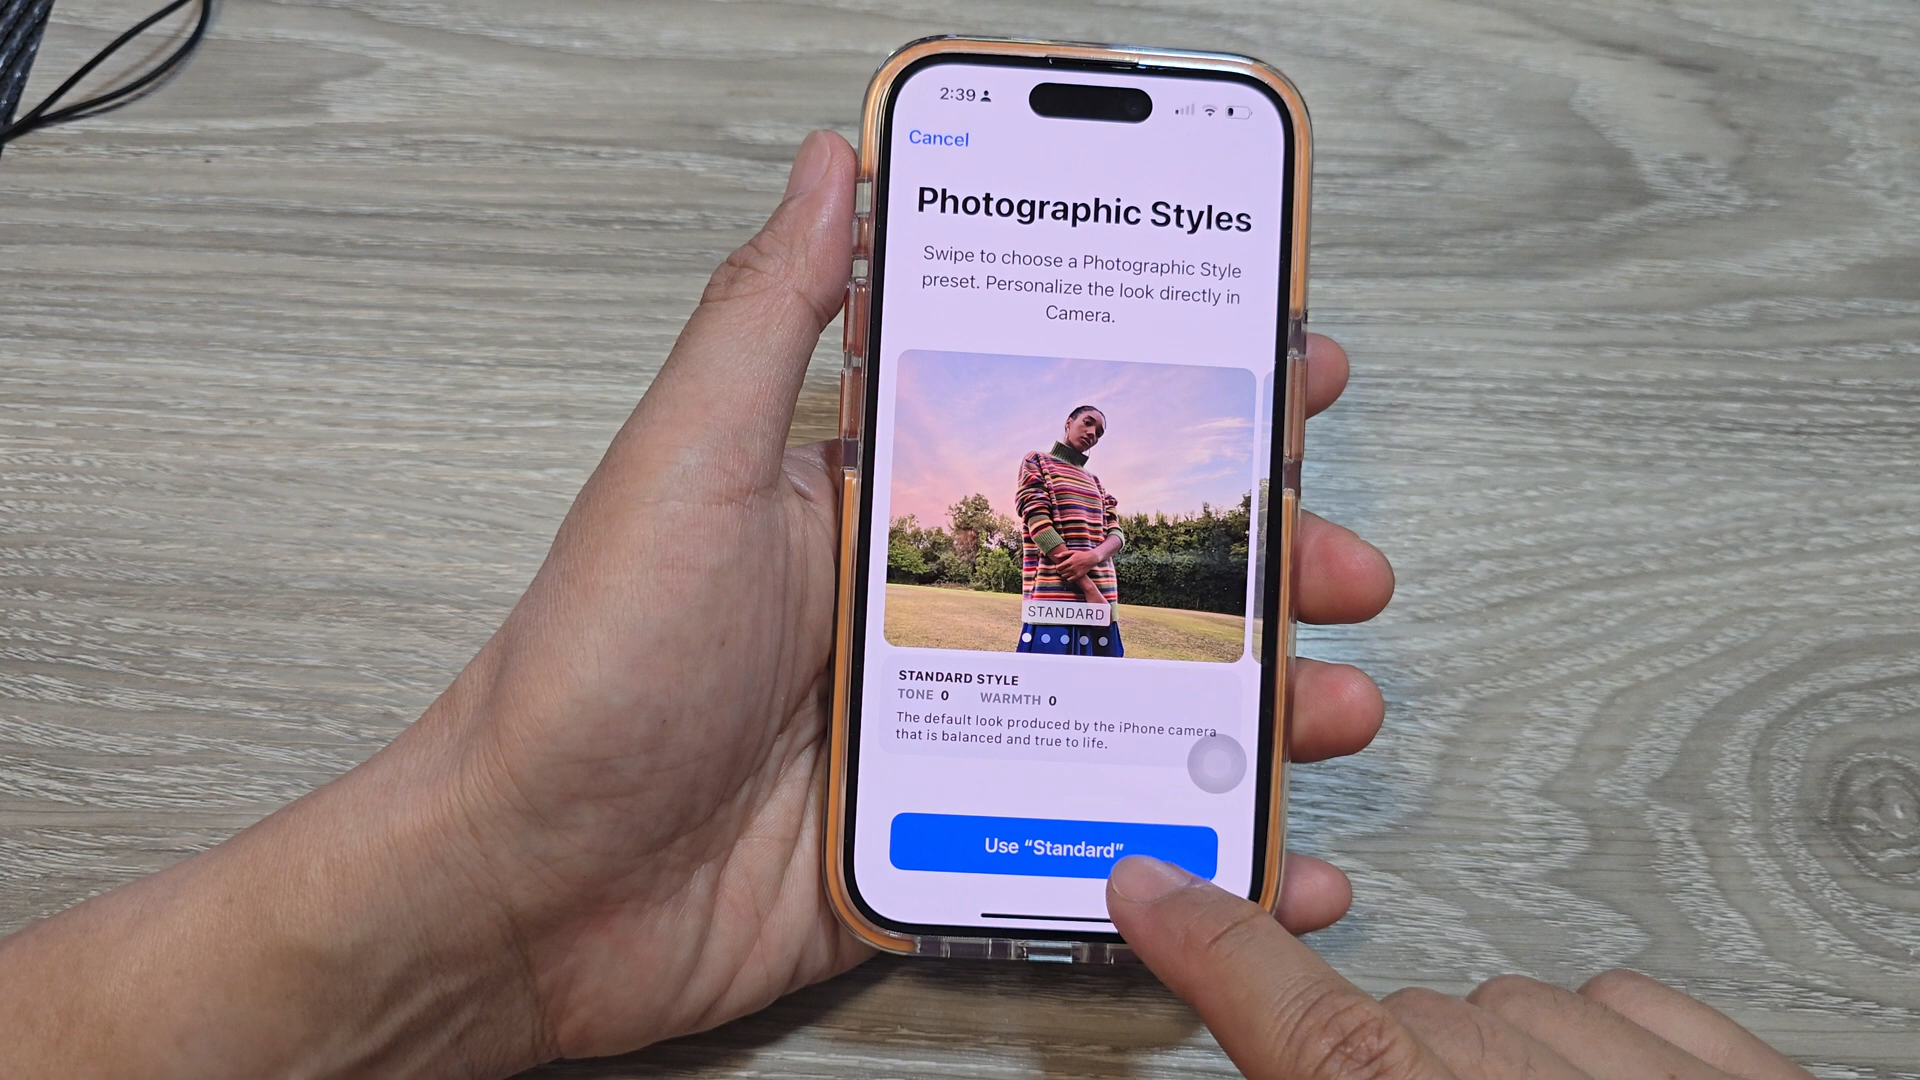 2:39
Cancel
Photographic Styles
Swipe to choose a Photographic Style
preset. Personalize the look directly in
Camera.
STANDARD
STANDARD STYLE
TONE 0 WARMTH 0
The default look produced by the iPhone camera
that is balanced and true to life.
Use “Standard”